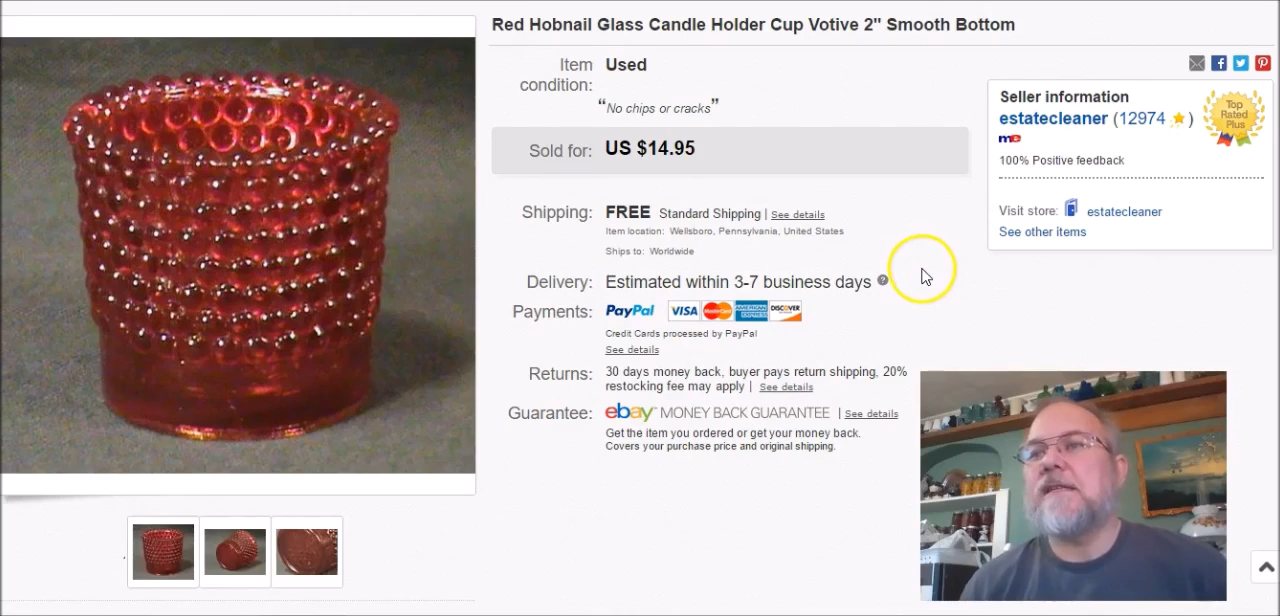 Red Hobnail Glass Candle Holder Cup Votive 2" Smooth Bottom
Item condition: Used
“No chips or cracks”
Sold for: US $14.95
Shipping: FREE Standard Shipping | See details
Item location: Wellsboro, Pennsylvania, United States
Ships to: Worldwide
Delivery: Estimated within 3-7 business days ?
Payments: PayPal VISA MasterCard AMERICAN EXPRESS DISCOVER
Credit Cards processed by PayPal
See details
Returns: 30 days money back, buyer pays return shipping, 20%
restocking fee may apply | See details
Guarantee: ebay MONEY BACK GUARANTEE | See details
Get the item you ordered or get your money back.
Covers your purchase price and original shipping.
Seller information
estatecleaner (12974 )
me
100% Positive feedback
Top
Rated
Plus
Visit store: estatecleaner
See other items